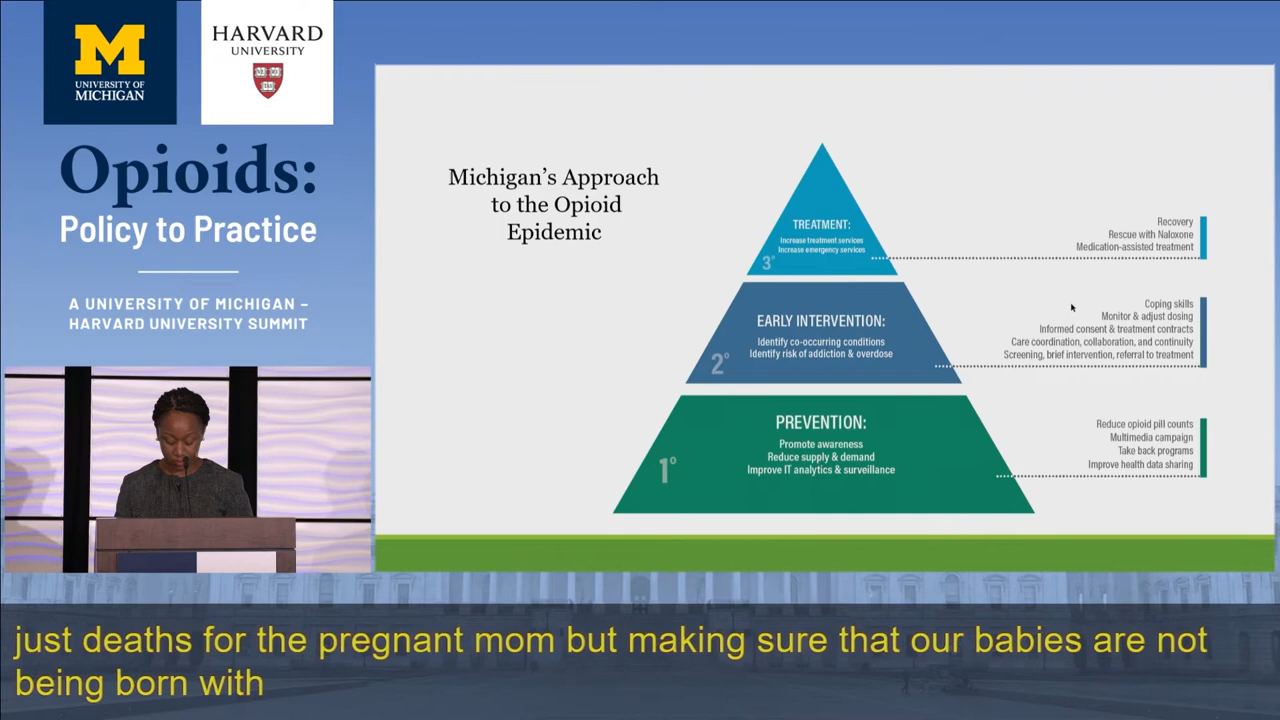 M
UNIVERSITY OF
MICHIGAN
HARVARD
UNIVERSITY
VE RI
TAS
Opioids:
Policy to Practice
A UNIVERSITY OF MICHIGAN –
HARVARD UNIVERSITY SUMMIT
Michigan’s Approach
to the Opioid
Epidemic
TREATMENT:
Increase treatment services
Increase emergency services
3°
Recovery
Rescue with Naloxone
Medication-assisted treatment
EARLY INTERVENTION:
Identify co-occurring conditions
Identify risk of addiction & overdose
2°
Coping skills
Monitor & adjust dosing
Informed consent & treatment contracts
Care coordination, collaboration, and continuity
Screening, brief intervention, referral to treatment
PREVENTION:
Promote awareness
Reduce supply & demand
Improve IT analytics & surveillance
1°
Reduce opioid pill counts
Multimedia campaign
Take back programs
Improve health data sharing
just deaths for the pregnant mom but making sure that our babies are not
being born with